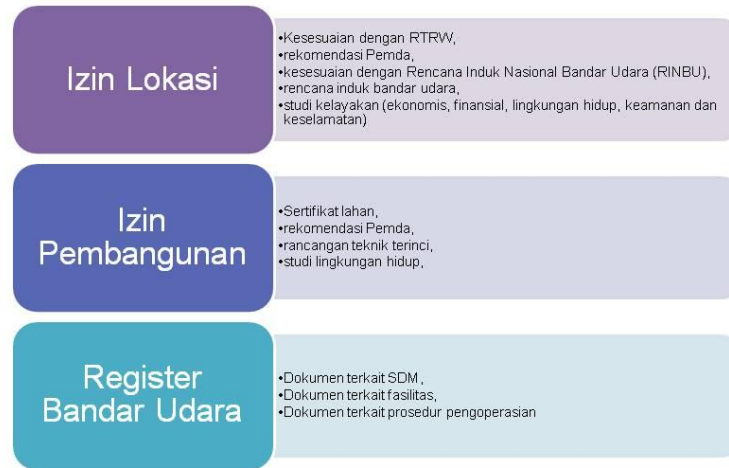 Izin Lokasi
•Kesesuaian dengan RTRW,
•rekomendasi Pemda,
•kesesuaian dengan Rencana Induk Nasional Bandar Udara (RINBU),
•rencana induk bandar udara,
•studi kelayakan (ekonomis, finansial, lingkungan hidup, keamanan dan
keselamatan)
Izin
Pembangunan
•Sertifikat lahan,
•rekomendasi Pemda,
•rancangan teknik terinci,
•studi lingkungan hidup,
Register
Bandar Udara
•Dokumen terkait SDM,
•Dokumen terkait fasilitas,
•Dokumen terkait prosedur pengoperasian